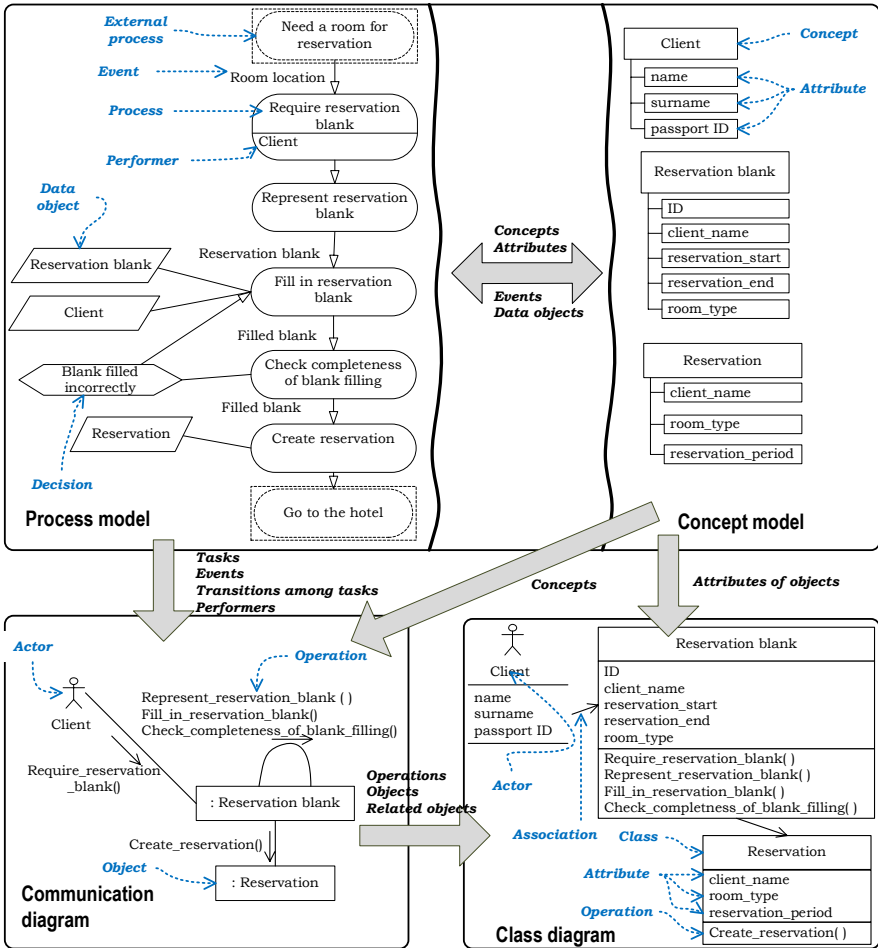 External
process
Need a room for
reservation
Event
Room location
Process
Require reservation
blank
Client
Performer
Represent reservation
blank
Data
object
Reservation blank
Reservation blank
Fill in reservation
blank
Client
Filled blank
Blank filled
incorrectly
Check completeness
of blank filling
Filled blank
Reservation
Create reservation
Decision
Go to the hotel
Process model
Concepts
Attributes
Events
Data objects
Client
Concept
name
surname
passport ID
Attribute
Reservation blank
ID
client_name
reservation_start
reservation_end
room_type
Reservation
client_name
room_type
reservation_period
Concept model
Tasks
Events
Transitions among tasks
Performers
Concepts
Attributes of objects
Actor
Operation
Client
Represent_reservation_blank ( )
Fill_in_reservation_blank()
Check_completeness_of_blank_filling()
Require_reservation
_blank()
: Reservation blank
Create_reservation()
Object
: Reservation
Communication
diagram
Operations
Objects
Related objects
Client
name
surname
passport ID
Actor
Association
Reservation blank
ID
client_name
reservation_start
reservation_end
room_type
Require_reservation_blank( )
Represent_reservation_blank( )
Fill_in_reservation_blank( )
Check_completness_of_blank_filling( )
Class
Reservation
Attribute
client_name
room_type
reservation_period
Operation
Create_reservation( )
Class diagram